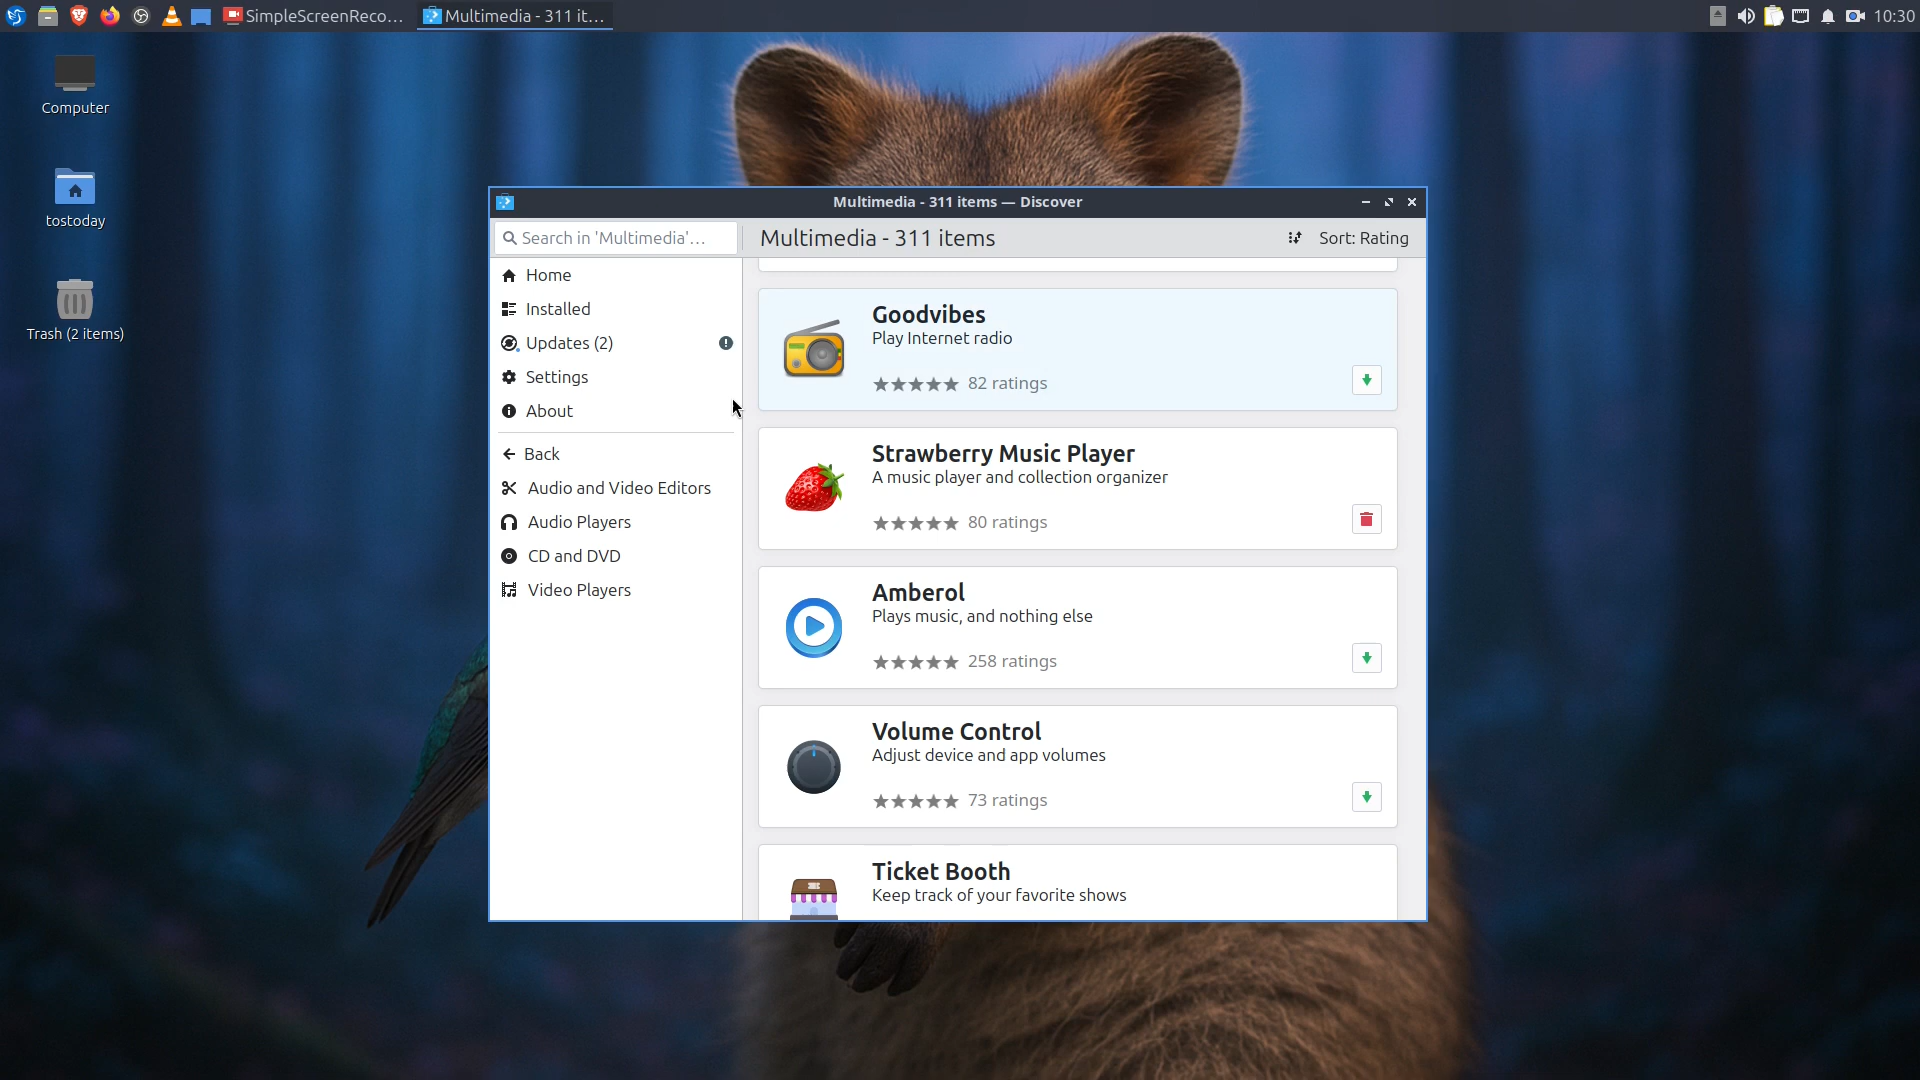 SimpleScreenReco...
Multimedia - 311 it...
10:30
Computer
tostoday
Trash (2 items)
Multimedia - 311 items — Discover
Search in 'Multimedia'...
Multimedia - 311 items
Sort: Rating
Home
Installed
Updates (2)
Settings
About
Back
Audio and Video Editors
Audio Players
CD and DVD
Video Players
Goodvibes
Play Internet radio
82 ratings
Strawberry Music Player
A music player and collection organizer
80 ratings
Amberol
Plays music, and nothing else
258 ratings
Volume Control
Adjust device and app volumes
73 ratings
Ticket Booth
Keep track of your favorite shows